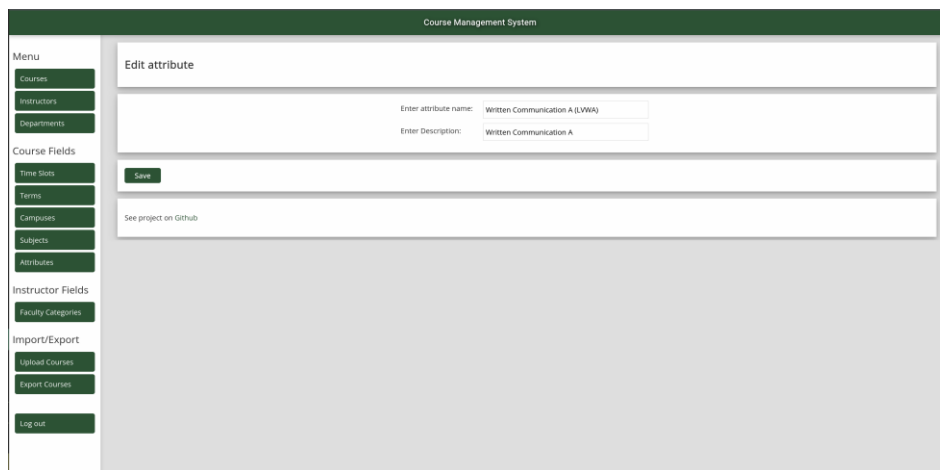 Course Management System
Menu
Courses
Instructors
Departments
Course Fields
Time Slots
Terms
Campuses
Subjects
Attributes
Instructor Fields
Faculty Categories
Import/Export
Upload Courses
Export Courses
Log out
Edit attribute
Enter attribute name: Written Communication A (LVWA)
Enter Description: Written Communication A
Save
See project on Github